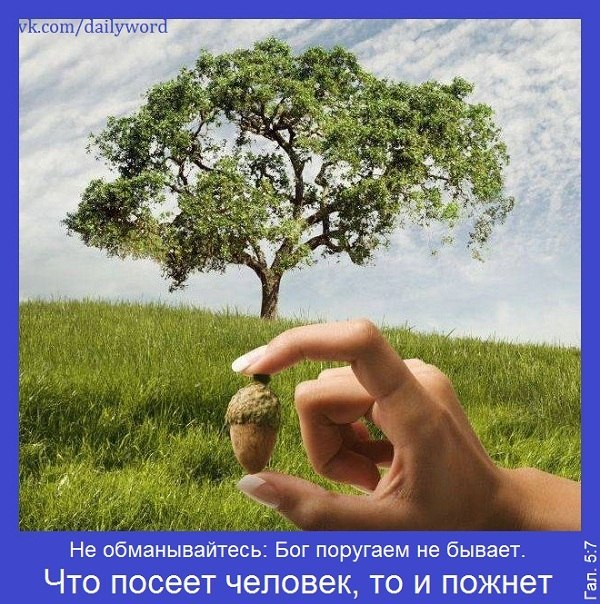 vk.com/dailyword
Не обманывайтесь: Бог поругаем не бывает.
Что посеет человек, то и пожнет
Гал. 5:7